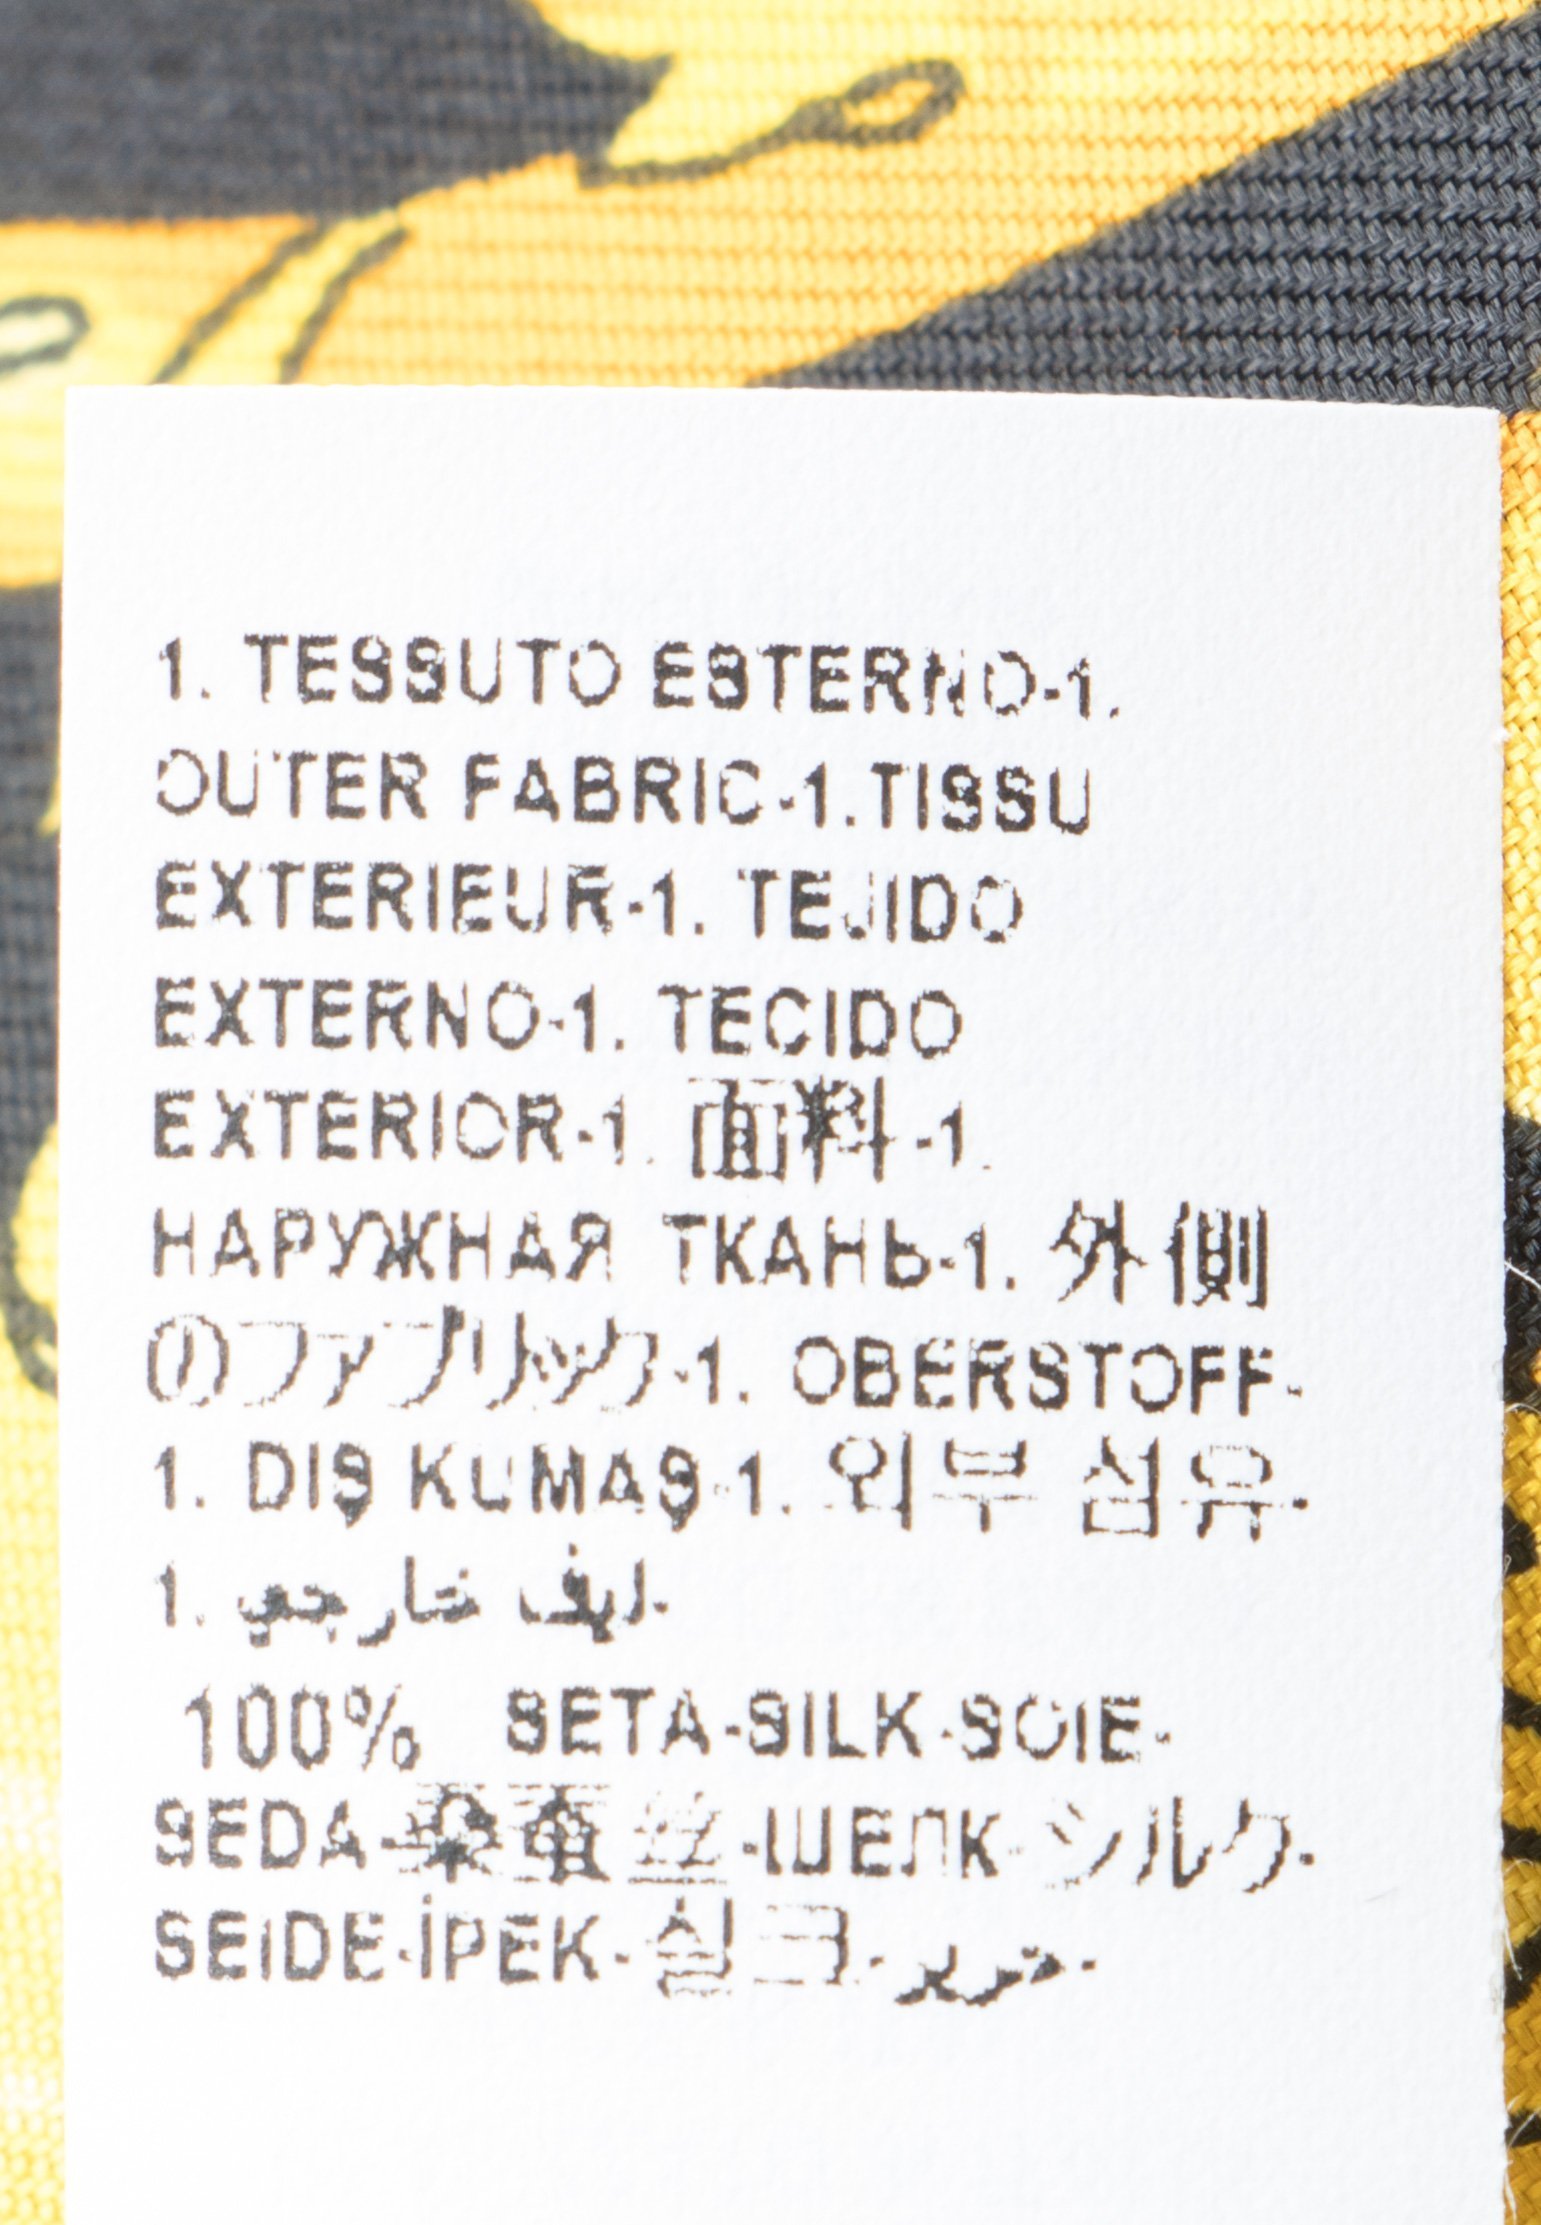 1. TESSUTO ESTERNO-1.
OUTER FABRIC-1.TISSU
EXTERIEUR-1. TEJIDO
EXTERNO-1. TECIDO
EXTERIOR-1. 面料-1.
НАРУЖНАЯ ТКАНЬ-1. 外側
のファブリック-1. OBERSTOFF-
1. DIŞ KUMAŞ-1. 외부 섬유-
1. ليف خارجي-
100% SETA-SILK-SOIE-
SEDA-桑蚕丝-ШЕЛК-シルク-
SEIDE-İPEK-실크-حرير-